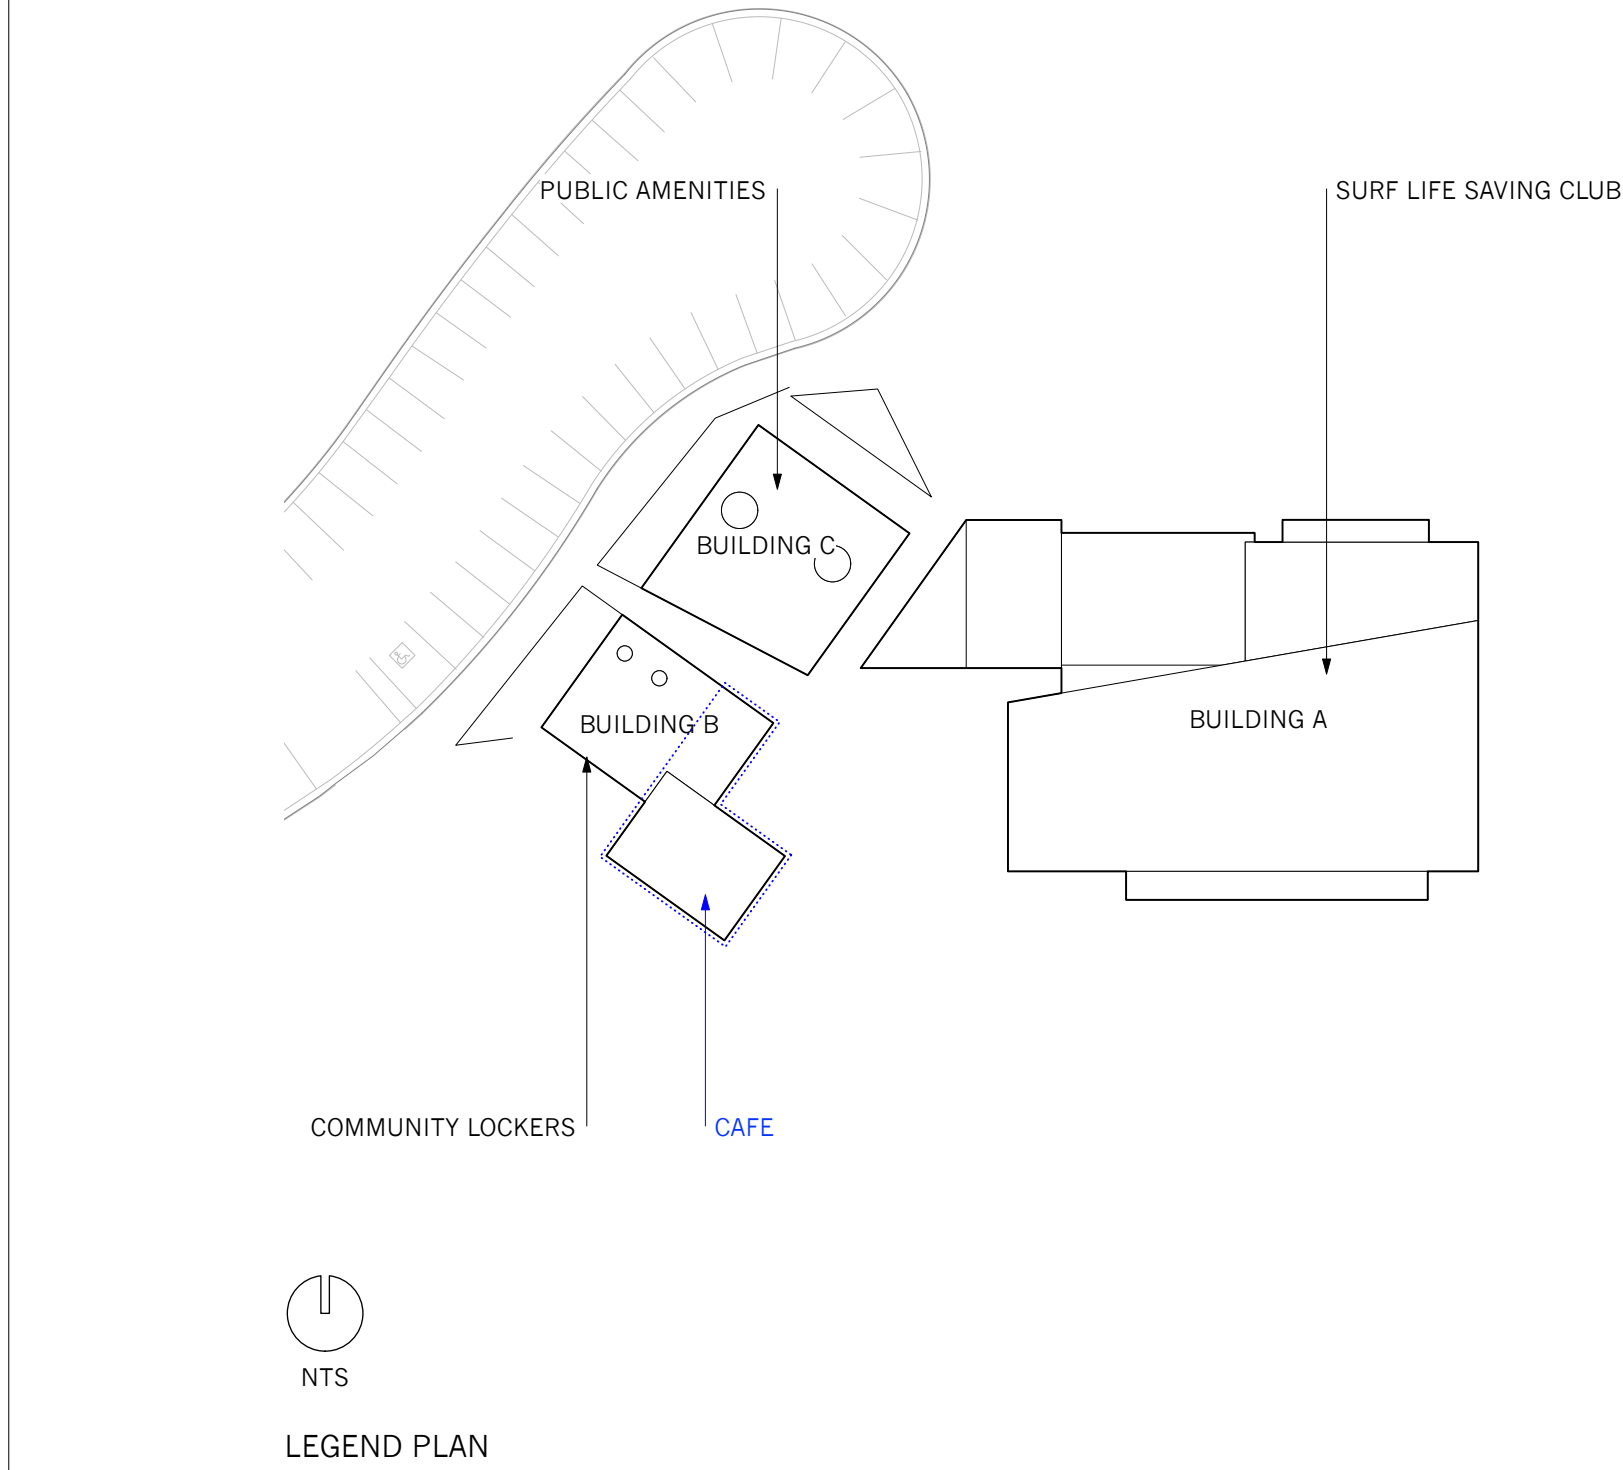 PUBLIC AMENITIES
SURF LIFE SAVING CLUB
BUILDING C
BUILDING B
BUILDING A
COMMUNITY LOCKERS
CAFE
NTS
LEGEND PLAN